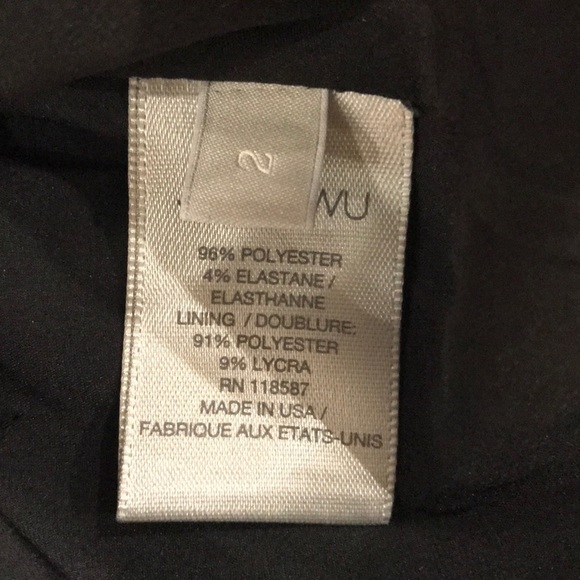 2
WU
96% POLYESTER
4% ELASTANE /
ELASTHANNE
LINING / DOUBLURE:
91% POLYESTER
9% LYCRA
RN 118587
MADE IN USA /
FABRIQUE AUX ETATS-UNIS